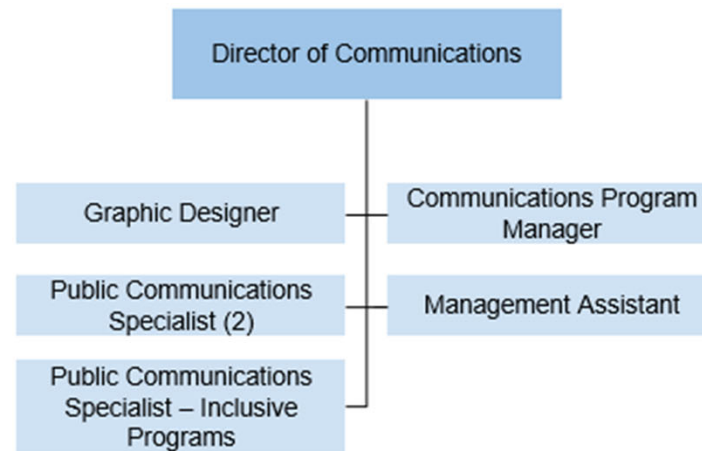 Director of Communications
Graphic Designer
Communications Program
Manager
Public Communications
Specialist (2)
Management Assistant
Public Communications
Specialist – Inclusive
Programs